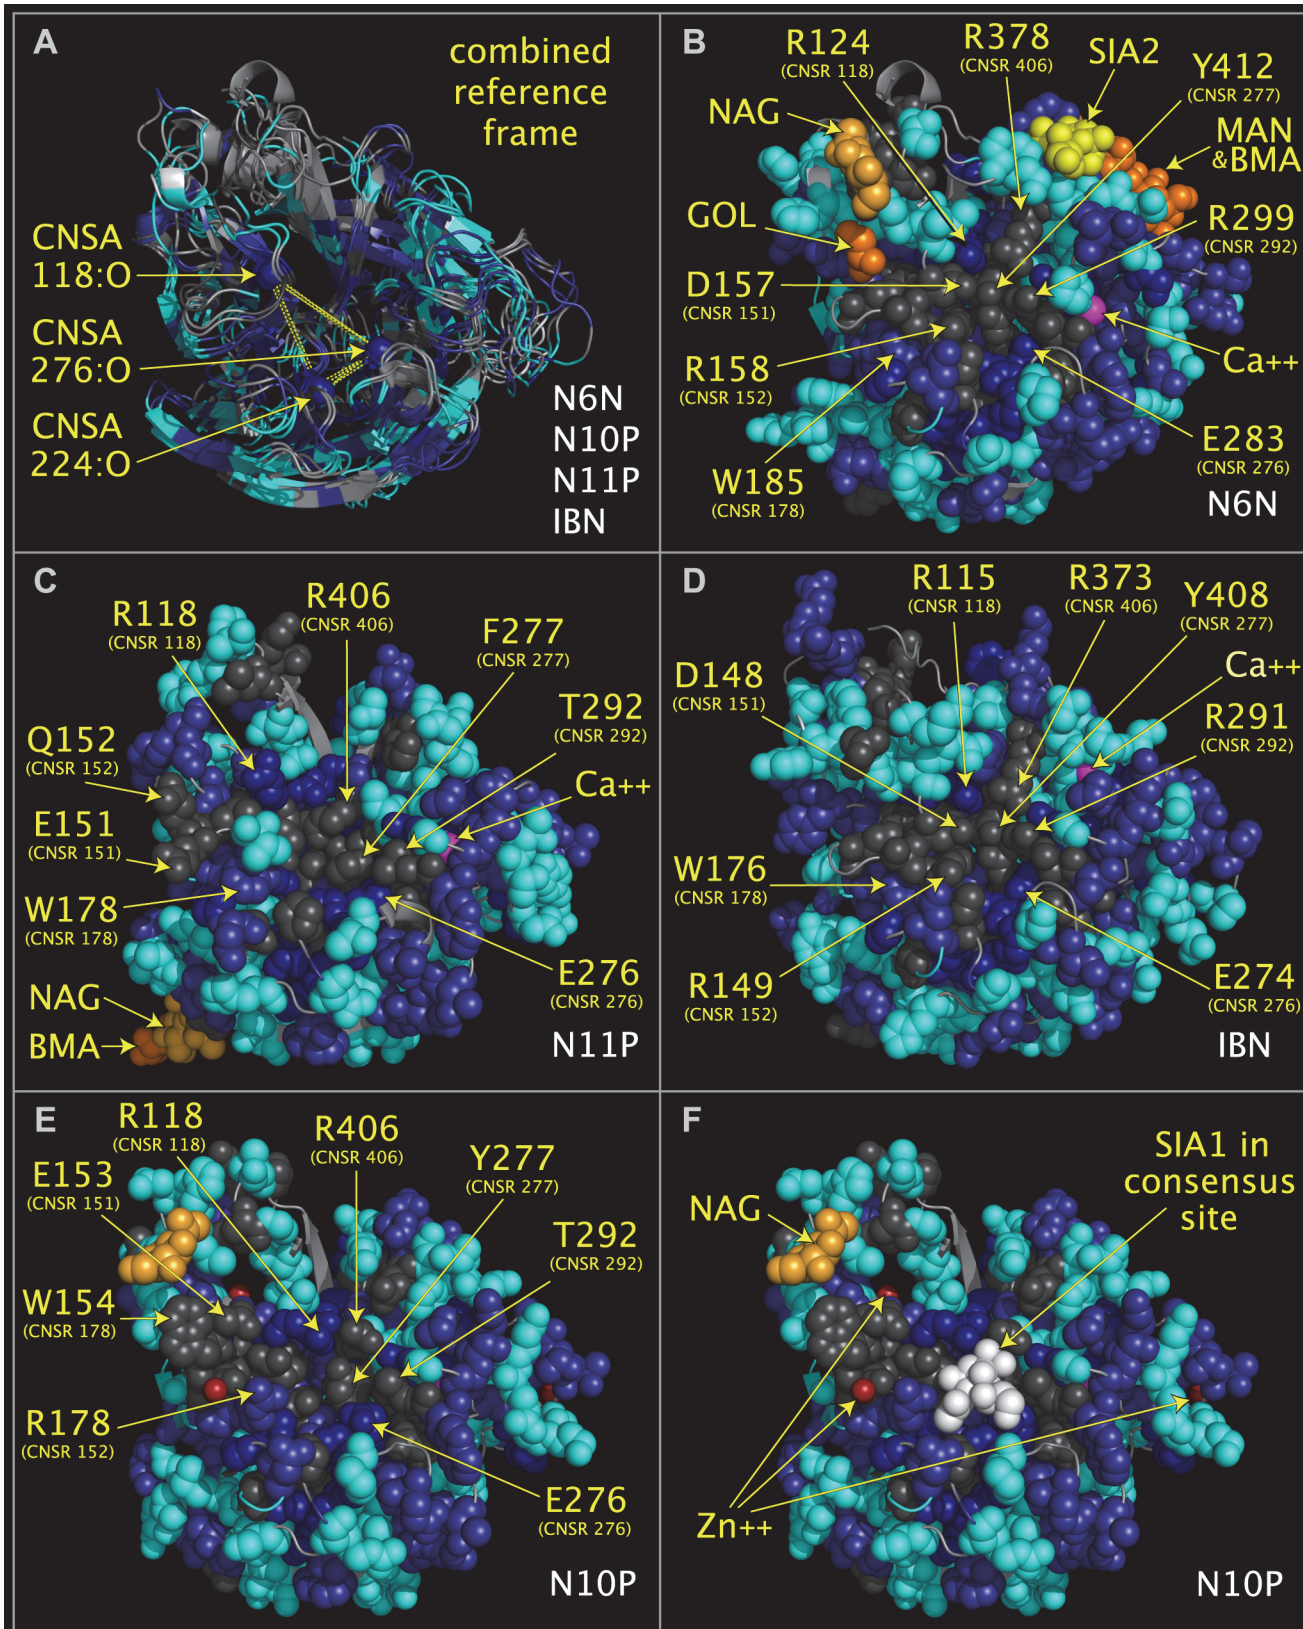 A
combined
reference
frame
CNSA
118:O
CNSA
276:O
CNSA
224:O
N6N
N10P
N11P
IBN
B
R124
(CNSR 118)
R378
(CNSR 406)
SIA2
Y412
(CNSR 277)
NAG
MAN
&BMA
GOL
R299
(CNSR 292)
D157
(CNSR 151)
R158
(CNSR 152)
Ca++
W185
(CNSR 178)
E283
(CNSR 276)
N6N
C
R118
(CNSR 118)
R406
(CNSR 406)
F277
(CNSR 277)
T292
(CNSR 292)
Q152
(CNSR 152)
Ca++
E151
(CNSR 151)
W178
(CNSR 178)
E276
(CNSR 276)
NAG
BMA
N11P
D
R115
(CNSR 118)
R373
(CNSR 406)
Y408
(CNSR 277)
Ca++
D148
(CNSR 151)
R291
(CNSR 292)
W176
(CNSR 178)
R149
(CNSR 152)
E274
(CNSR 276)
IBN
E
R118
(CNSR 118)
R406
(CNSR 406)
E153
(CNSR 151)
Y277
(CNSR 277)
T292
(CNSR 292)
W154
(CNSR 178)
R178
(CNSR 152)
E276
(CNSR 276)
N10P
F
SIA1 in
consensus
site
NAG
Zn++
N10P